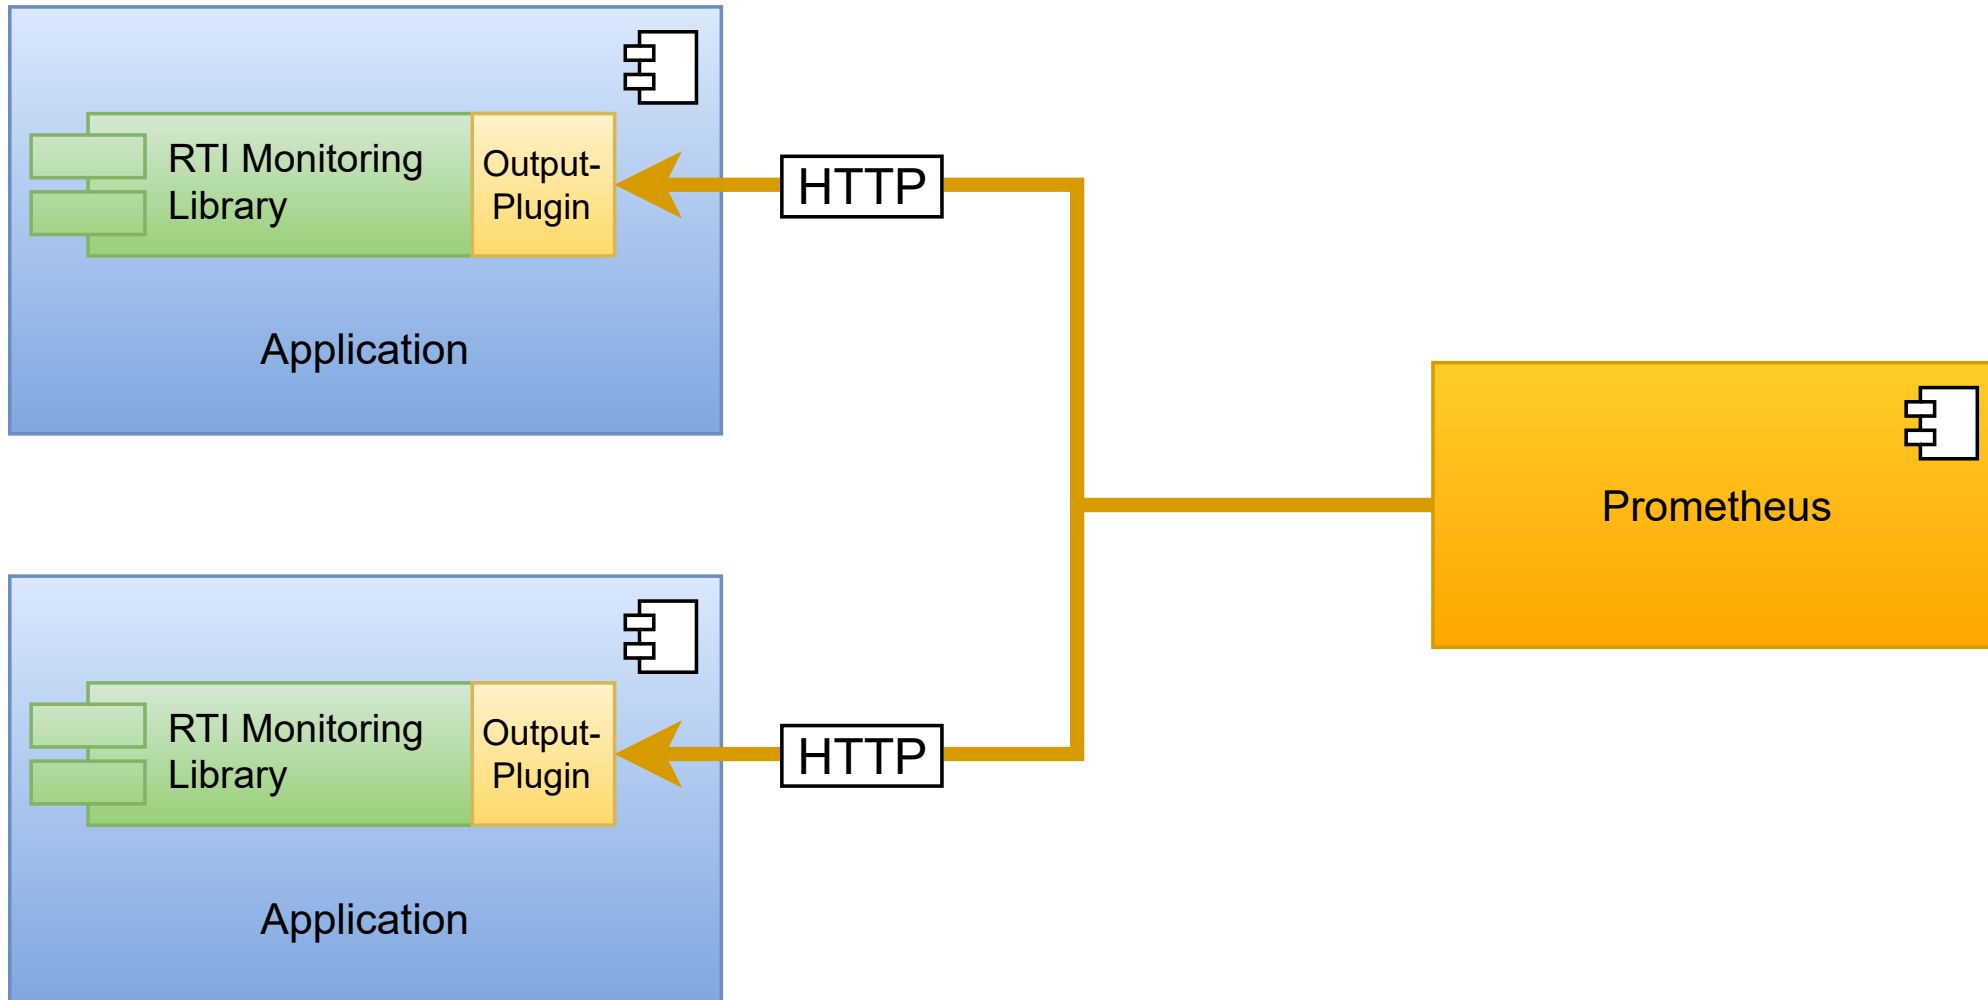 RTI Monitoring
Library
Output-
Plugin
HTTP
Application
Prometheus
RTI Monitoring
Library
Output-
Plugin
HTTP
Application